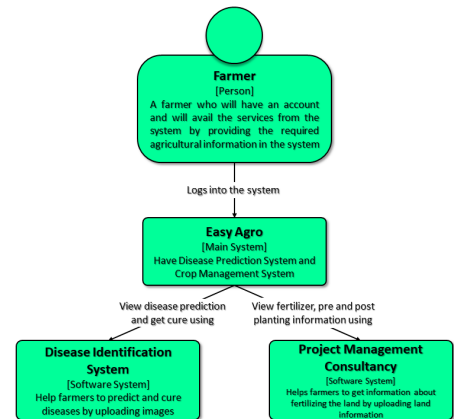 Farmer
[Person]
A farmer who will have an account
and will avail the services from the
system by providing the required
agricultural information in the system
Logs into the system
Easy Agro
[Main System]
Have Disease Prediction System and
Crop Management System
View disease prediction
and get cure using
View fertilizer, pre and post
planting information using
Disease Identification
System
[Software System]
Help farmers to predict and cure
diseases by uploading images
Project Management
Consultancy
[Software System]
Helps farmers to get information about
fertilizing the land by uploading land
information